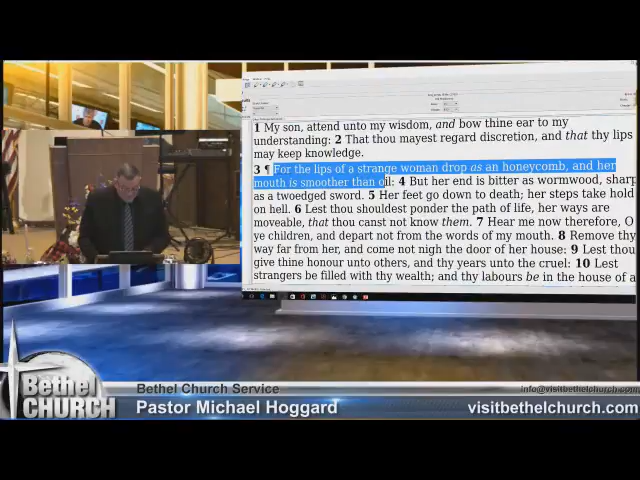 1 My son, attend unto my wisdom, and bow thine ear to my
understanding: 2 That thou mayest regard discretion, and that thy lips
may keep knowledge.
3 ¶ For the lips of a strange woman drop as an honeycomb, and her
mouth is smoother than oil: 4 But her end is bitter as wormwood, sharp
as a twoedged sword. 5 Her feet go down to death; her steps take hold
on hell. 6 Lest thou shouldest ponder the path of life, her ways are
moveable, that thou canst not know them. 7 Hear me now therefore, O
ye children, and depart not from the words of my mouth. 8 Remove thy
way far from her, and come not nigh the door of her house: 9 Lest thou
give thine honour unto others, and thy years unto the cruel: 10 Lest
strangers be filled with thy wealth; and thy labours be in the house of a
Bethel
CHURCH
Bethel Church Service
info@visitbethelchurch.com
Pastor Michael Hoggard
visitbethelchurch.com